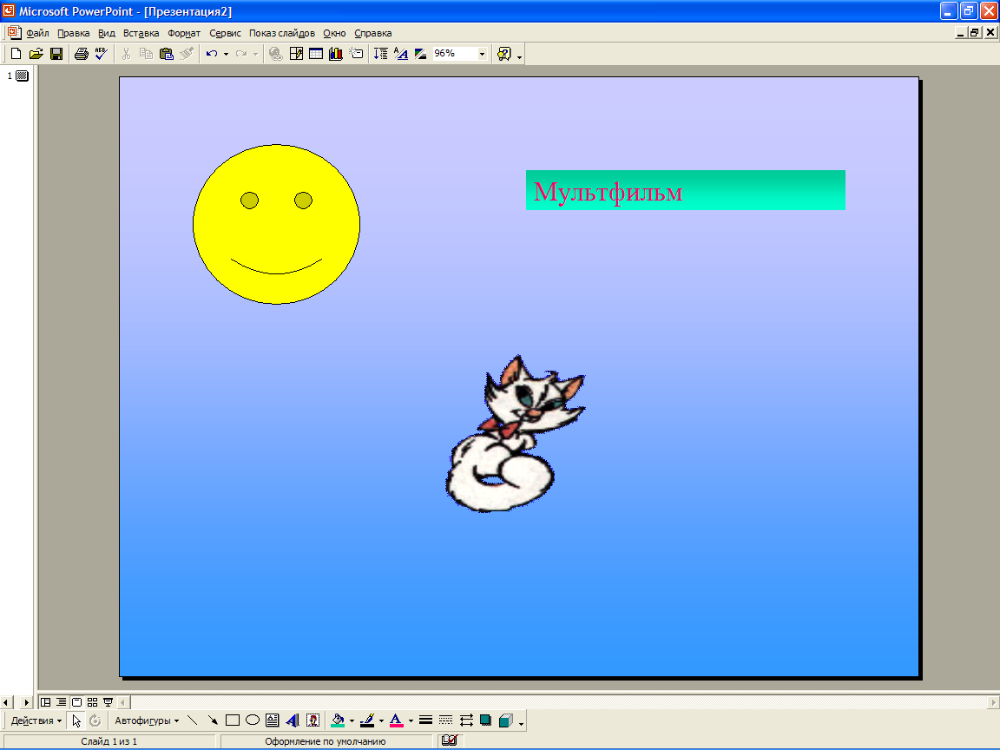 Microsoft PowerPoint - [Презентация2]
Файл Правка Вид Вставка Формат Сервис Показ слайдов Окно Справка
96%
1
Мультфильм
Действия Автофигуры
Слайд 1 из 1 Оформление по умолчанию